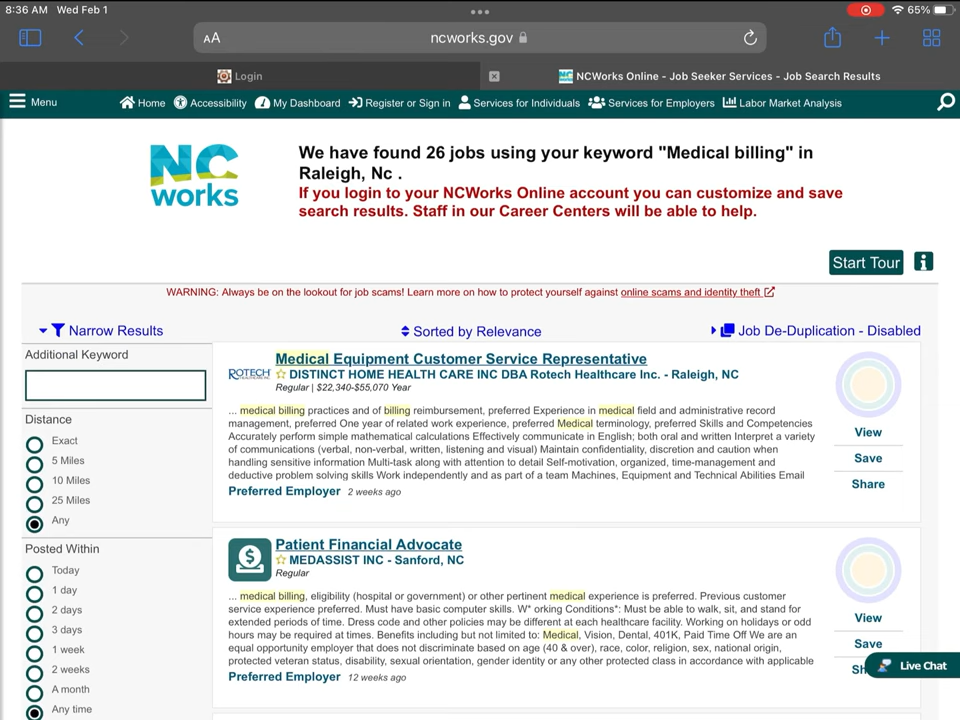 8:36 AM Wed Feb 1
65%
AA
ncworks.gov
Login
NCWorks Online - Job Seeker Services - Job Search Results
Menu
Home
Accessibility
My Dashboard
Register or Sign in
Services for Individuals
Services for Employers
Labor Market Analysis
NC
works
We have found 26 jobs using your keyword "Medical billing" in
Raleigh, Nc .
If you login to your NCWorks Online account you can customize and save
search results. Staff in our Career Centers will be able to help.
Start Tour
i
WARNING: Always be on the lookout for job scams! Learn more on how to protect yourself against online scams and identity theft
Narrow Results
Sorted by Relevance
Job De-Duplication - Disabled
Additional Keyword
Distance
Exact
5 Miles
10 Miles
25 Miles
Any
Posted Within
Today
1 day
2 days
3 days
1 week
2 weeks
A month
Any time
ROTECH
Medical Equipment Customer Service Representative
DISTINCT HOME HEALTH CARE INC DBA Rotech Healthcare Inc. - Raleigh, NC
Regular | $22,340-$55,070 Year
... medical billing practices and of billing reimbursement, preferred Experience in medical field and administrative record
management, preferred One year of related work experience, preferred Medical terminology, preferred Skills and Competencies
Accurately perform simple mathematical calculations Effectively communicate in English; both oral and written Interpret a variety
of communications (verbal, non-verbal, written, listening and visual) Maintain confidentiality, discretion and caution when
handling sensitive information Multi-task along with attention to detail Self-motivation, organized, time-management and
deductive problem solving skills Work independently and as part of a team Machines, Equipment and Technical Abilities Email
Preferred Employer 2 weeks ago
View
Save
Share
$
Patient Financial Advocate
MEDASSIST INC - Sanford, NC
Regular
... medical billing, eligibility (hospital or government) or other pertinent medical experience is preferred. Previous customer
service experience preferred. Must have basic computer skills. W* orking Conditions*: Must be able to walk, sit, and stand for
extended periods of time. Dress code and other policies may be different at each healthcare facility. Working on holidays or odd
hours may be required at times. Benefits including but not limited to: Medical, Vision, Dental, 401K, Paid Time Off We are an
equal opportunity employer that does not discriminate based on age (40 & over), race, color, religion, sex, national origin,
protected veteran status, disability, sexual orientation, gender identity or any other protected class in accordance with applicable
Preferred Employer 12 weeks ago
View
Save
Sh
Live Chat